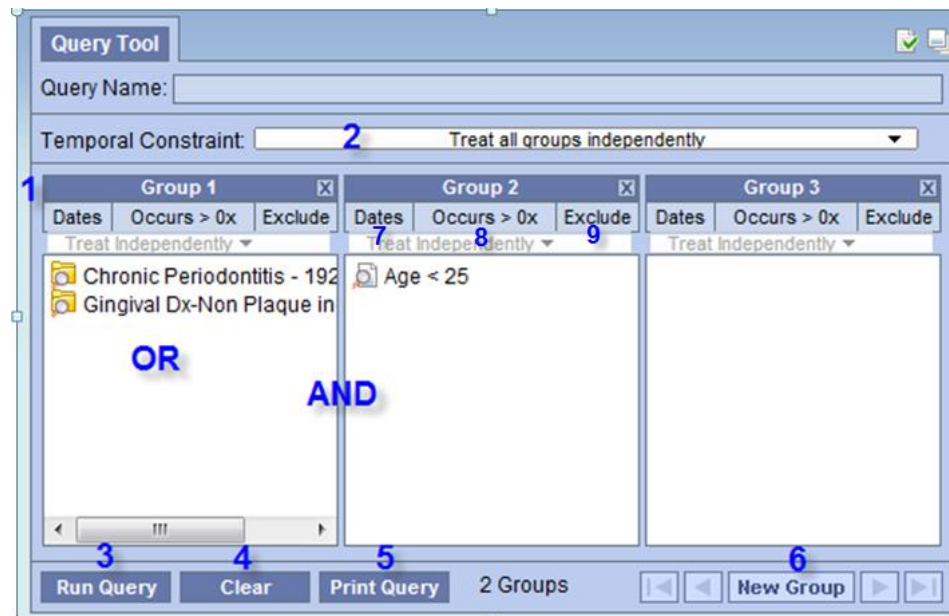 Query Tool
Query Name:
Temporal Constraint: 2 Treat all groups independently
1 Group 1 X Group 2 X Group 3 X
Dates Occurs > 0x Exclude Dates Occurs > 0x Exclude Dates Occurs > 0x Exclude
7 8 9
Treat Independently Treat Independently Treat Independently
Chronic Periodontitis - 192 Age < 25
Gingival Dx-Non Plaque in
OR
AND
3 4 5 6
Run Query Clear Print Query 2 Groups New Group